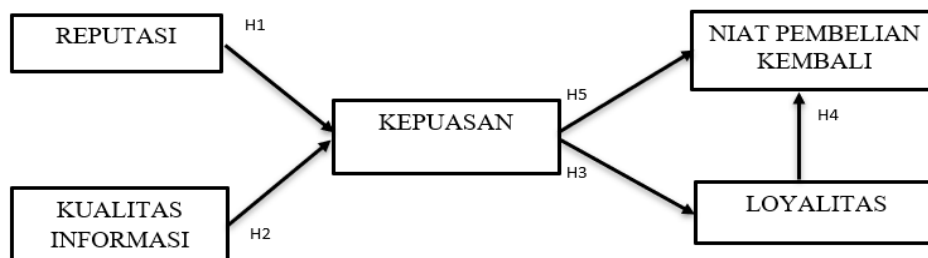 REPUTASI
H1
NIAT PEMBELIAN
KEMBALI
KEPUASAN
H5
H3
H4
KUALITAS
INFORMASI
H2
LOYALITAS